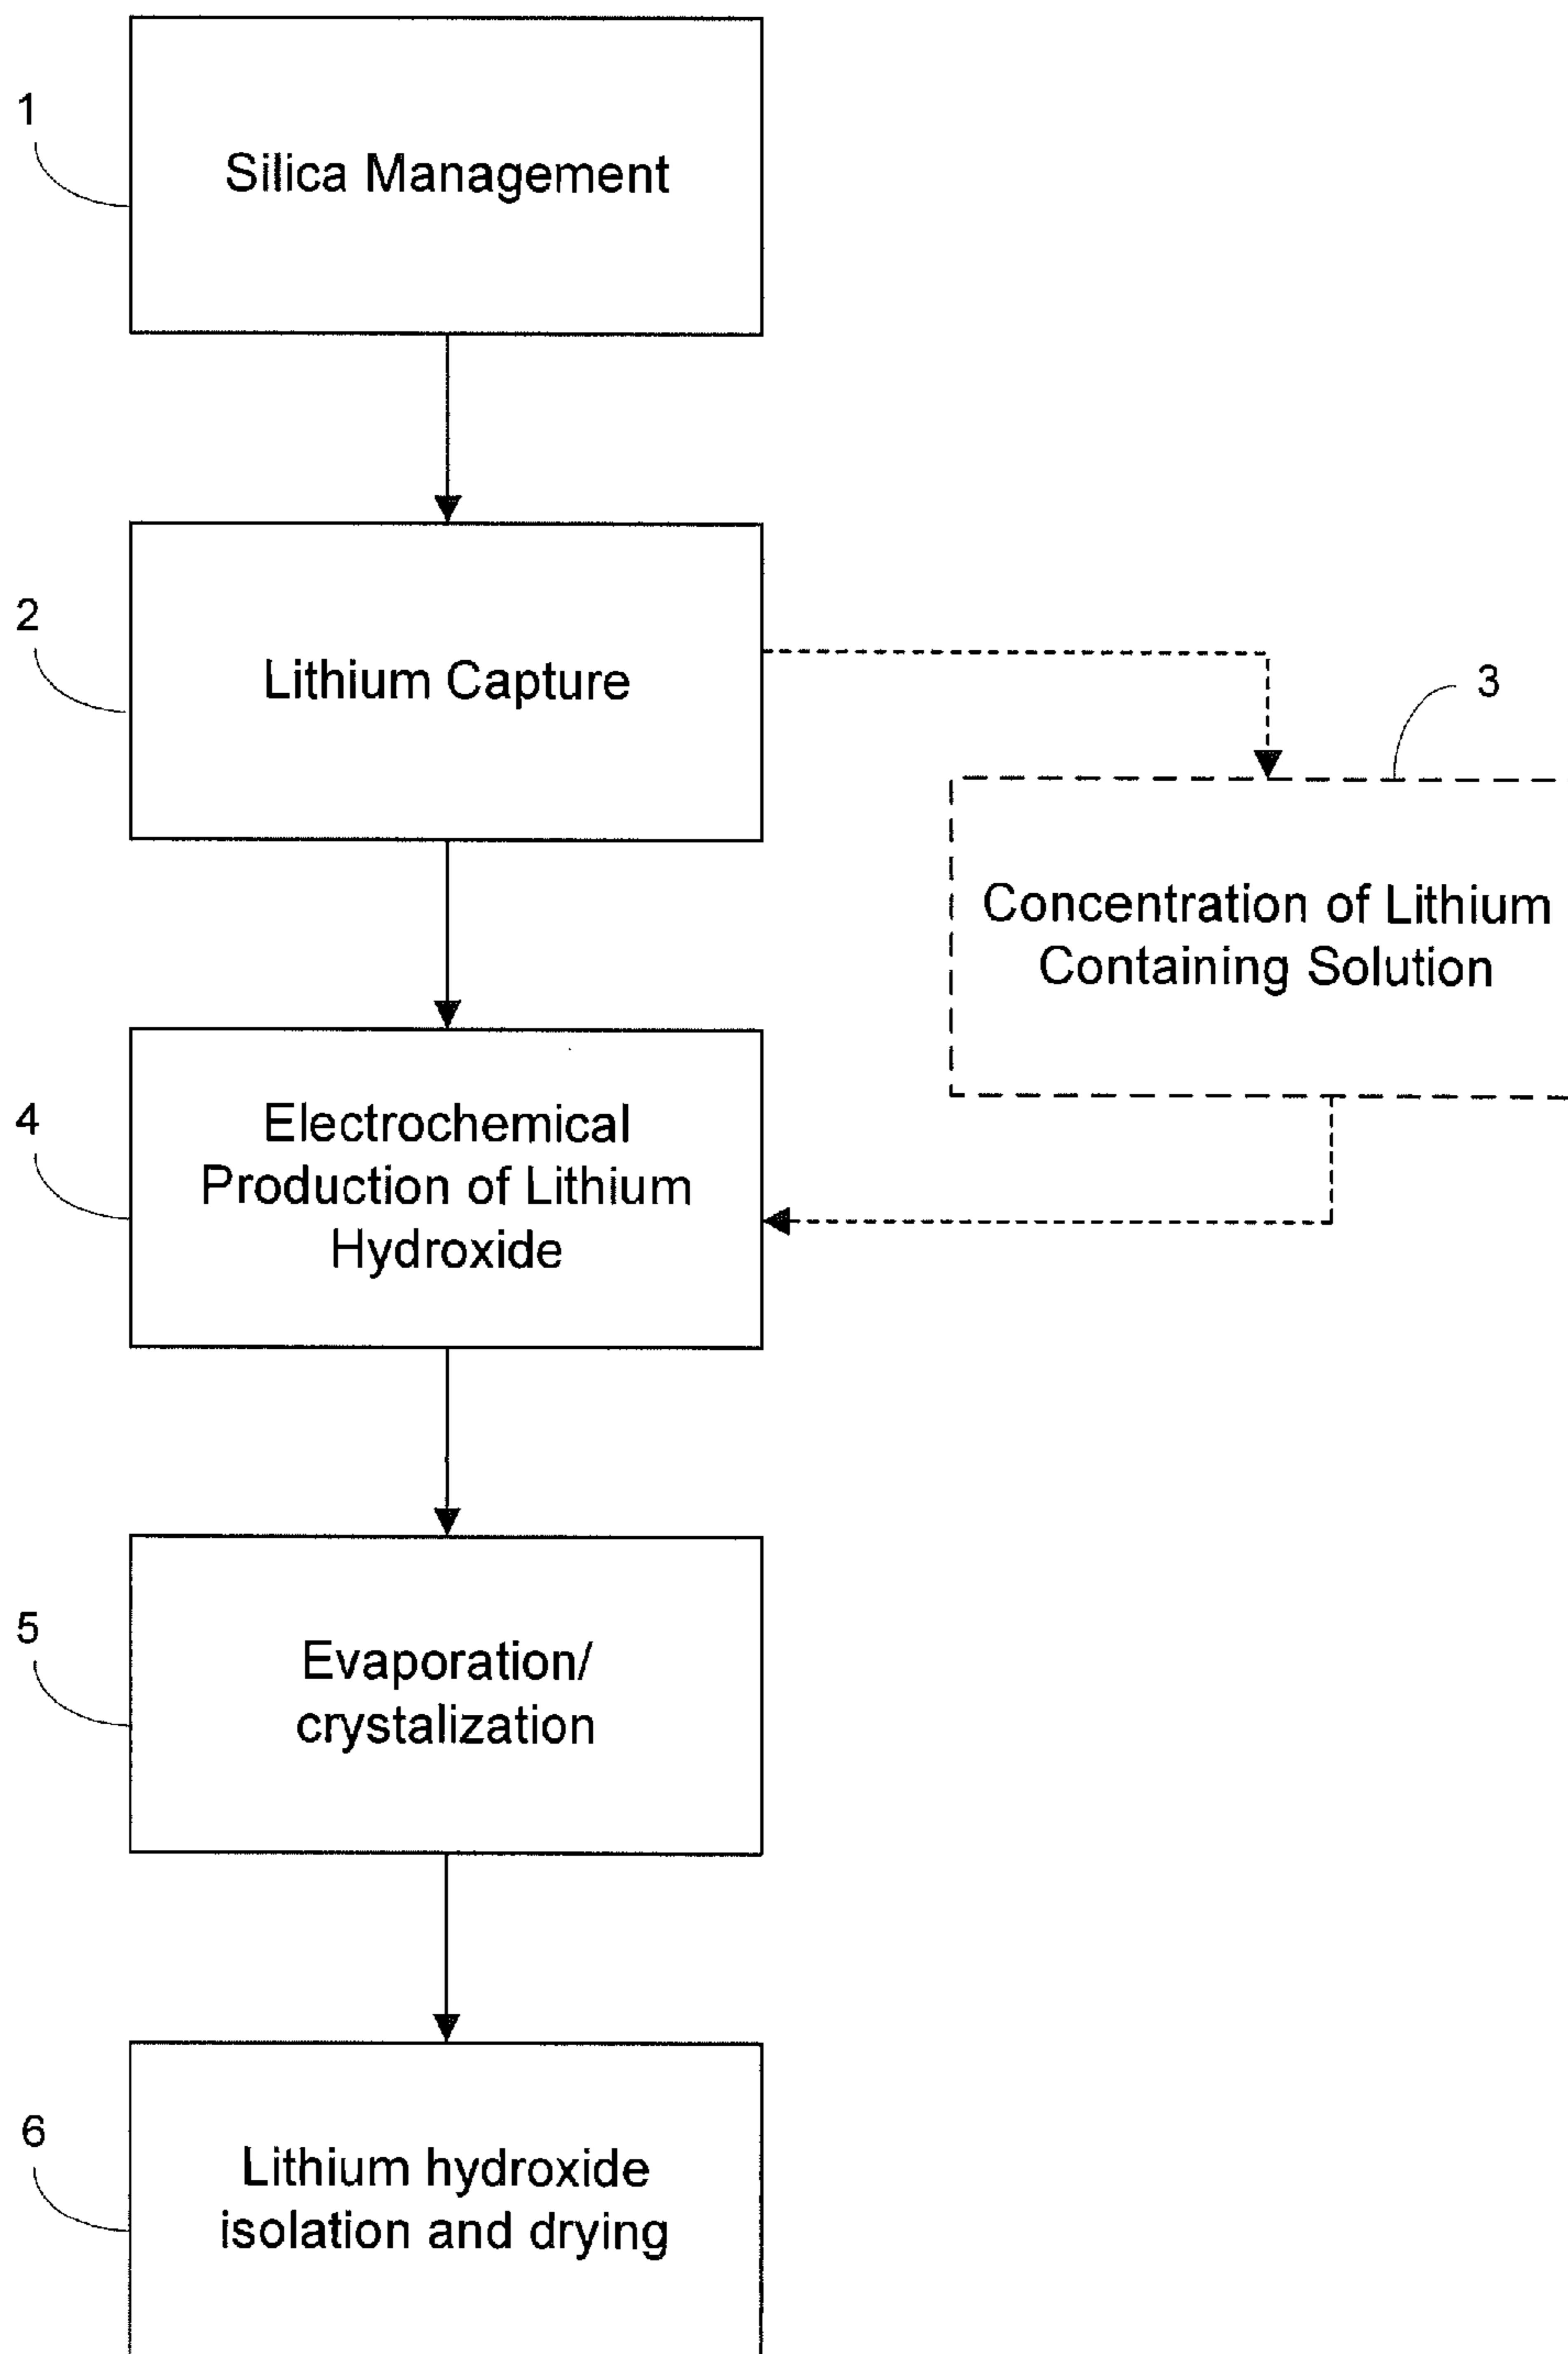 1
Silica Management
2
Lithium Capture
3
Concentration of Lithium
Containing Solution
4
Electrochemical
Production of Lithium
Hydroxide
5
Evaporation/
crystalization
6
Lithium hydroxide
isolation and drying